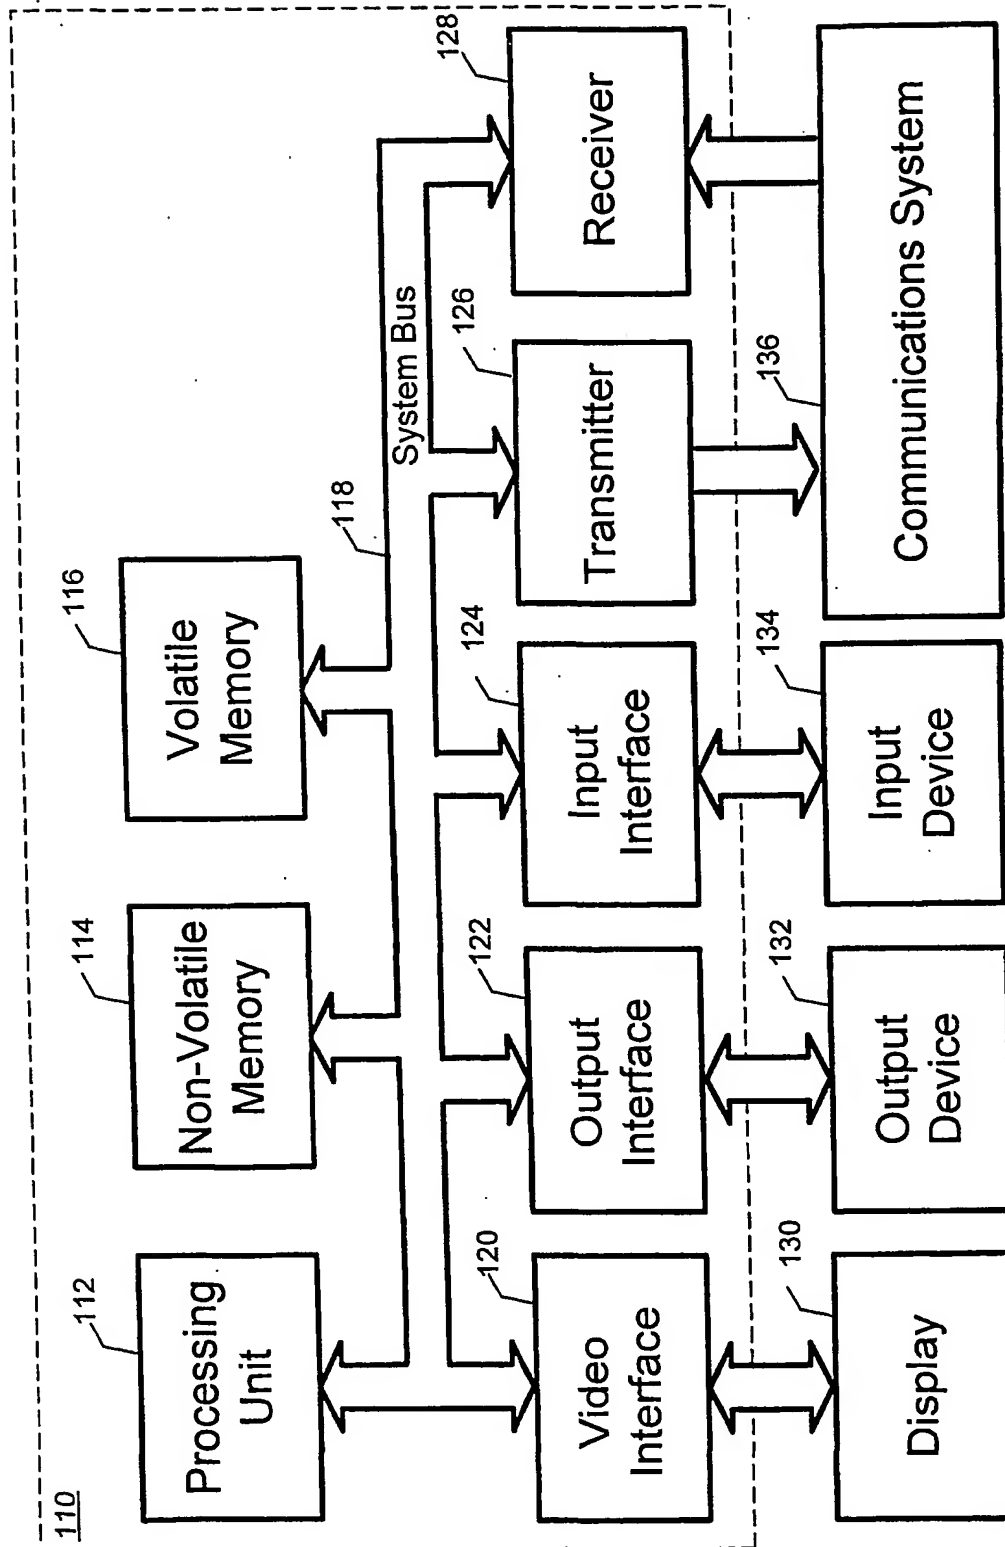 110
112
Processing
Unit
114
Non-Volatile
Memory
116
Volatile
Memory
118
System Bus
120
Video
Interface
122
Output
Interface
124
Input
Interface
126
Transmitter
128
Receiver
130
Display
132
Output
Device
134
Input
Device
136
Communications System